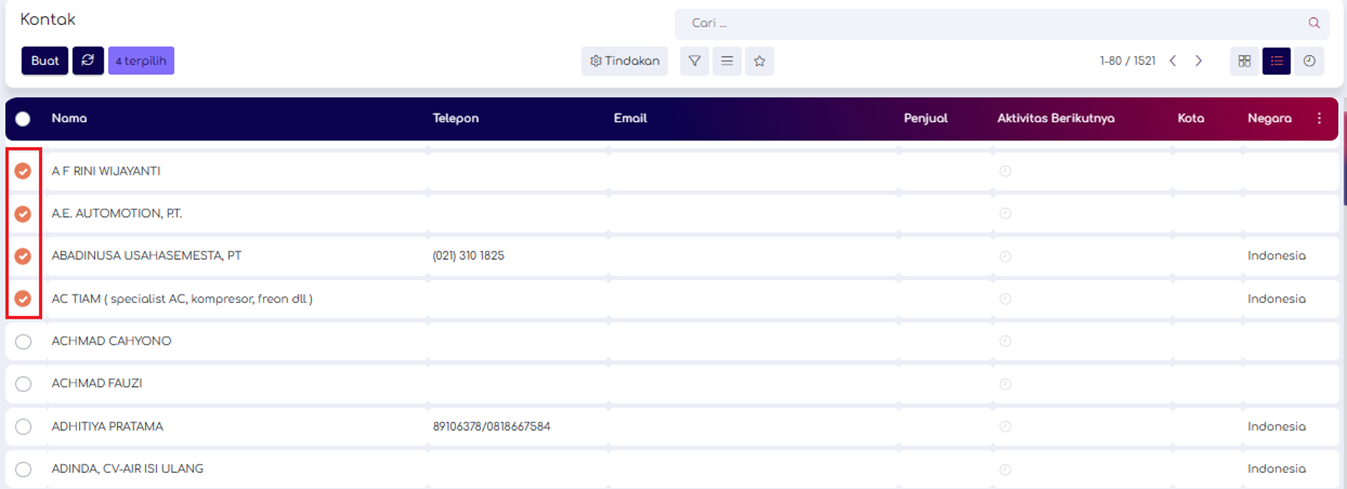 Kontak
Cari ...
Buat 4 terpilih Tindakan 1-80 / 1521
Nama Telepon Email Penjual Aktivitas Berikutnya Kota Negara
A F RINI WIJAYANTI
A.E. AUTOMOTION, P.T.
ABADINUSA USAHASEMESTA, PT (021) 310 1825 Indonesia
AC TIAM ( specialist AC, kompresor, freon dll ) Indonesia
ACHMAD CAHYONO
ACHMAD FAUZI
ADHITIYA PRATAMA 89106378/0818667584 Indonesia
ADINDA, CV-AIR ISI ULANG Indonesia